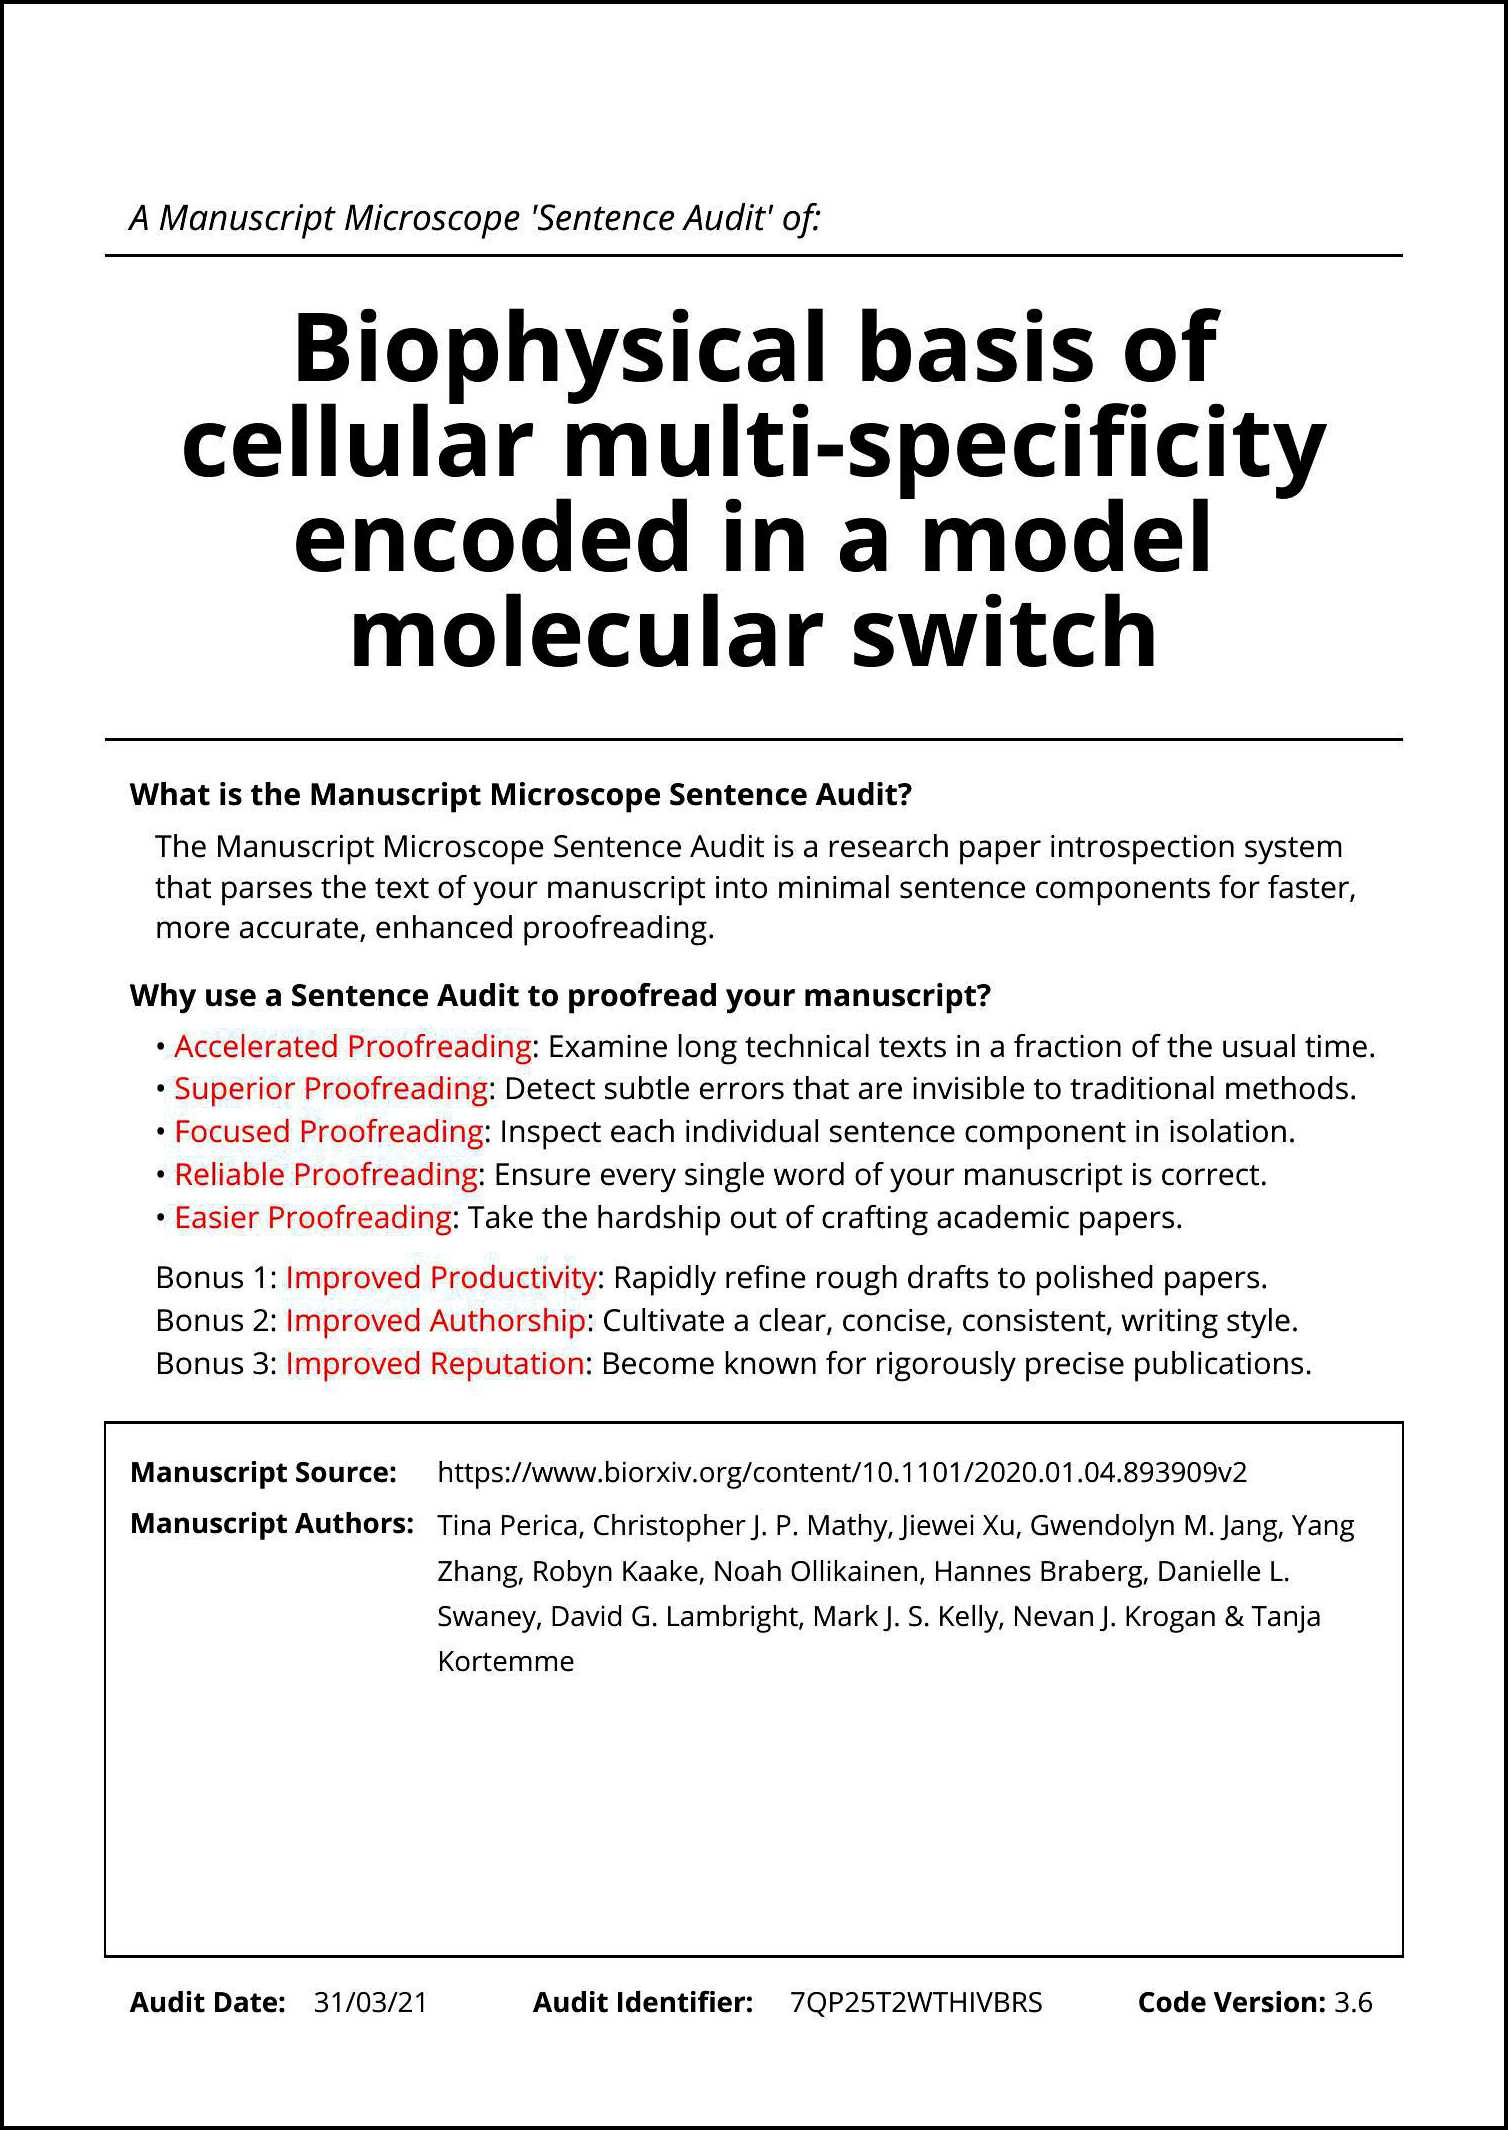 A Manuscript Microscope 'Sentence Audit' of:
Biophysical basis of
cellular multi-specificity
encoded in a model
molecular switch
What is the Manuscript Microscope Sentence Audit?
The Manuscript Microscope Sentence Audit is a research paper introspection system
that parses the text of your manuscript into minimal sentence components for faster,
more accurate, enhanced proofreading.
Why use a Sentence Audit to proofread your manuscript?
• Accelerated Proofreading: Examine long technical texts in a fraction of the usual time.
• Superior Proofreading: Detect subtle errors that are invisible to traditional methods.
• Focused Proofreading: Inspect each individual sentence component in isolation.
• Reliable Proofreading: Ensure every single word of your manuscript is correct.
• Easier Proofreading: Take the hardship out of crafting academic papers.
Bonus 1: Improved Productivity: Rapidly refine rough drafts to polished papers.
Bonus 2: Improved Authorship: Cultivate a clear, concise, consistent, writing style.
Bonus 3: Improved Reputation: Become known for rigorously precise publications.
Manuscript Source: https://www.biorxiv.org/content/10.1101/2020.01.04.893909v2
Manuscript Authors: Tina Perica, Christopher J. P. Mathy, Jiewei Xu, Gwendolyn M. Jang, Yang
Zhang, Robyn Kaake, Noah Ollikainen, Hannes Braberg, Danielle L.
Swaney, David G. Lambright, Mark J. S. Kelly, Nevan J. Krogan & Tanja
Kortemme
Audit Date: 31/03/21 Audit Identifier: 7QP25T2WTHIVBRS Code Version: 3.6